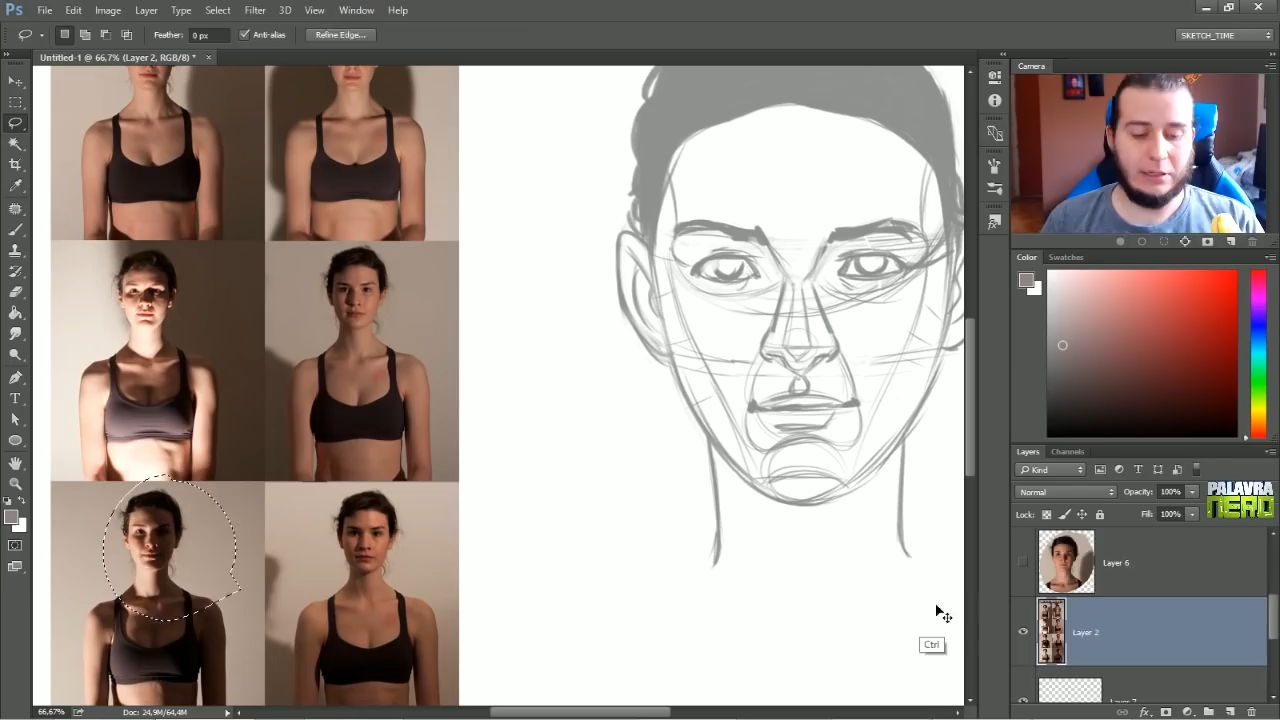 Ps File Edit Image Layer Type Select Filter 3D View Window Help
Feather: 0 px Anti-alias Refine Edge... SKETCH_TIME
Untitled-1 @ 66,7% (Layer 2, RGB/8) *
Camera
Color Swatches
Layers Channels
Kind
Normal Opacity: 100%
PALAVRA NERD
Lock: Fill: 100%
Layer 6
Layer 2
Ctrl
Layer 7
66,67% Doc: 24,9M/64,4M